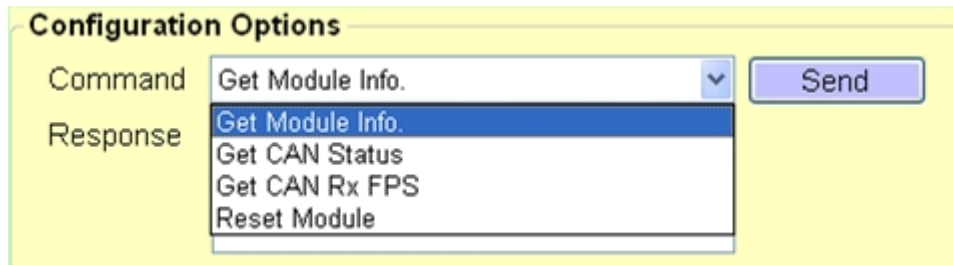 Configuration Options
Command Get Module Info. Send
Response Get Module Info.
Get CAN Status
Get CAN Rx FPS
Reset Module